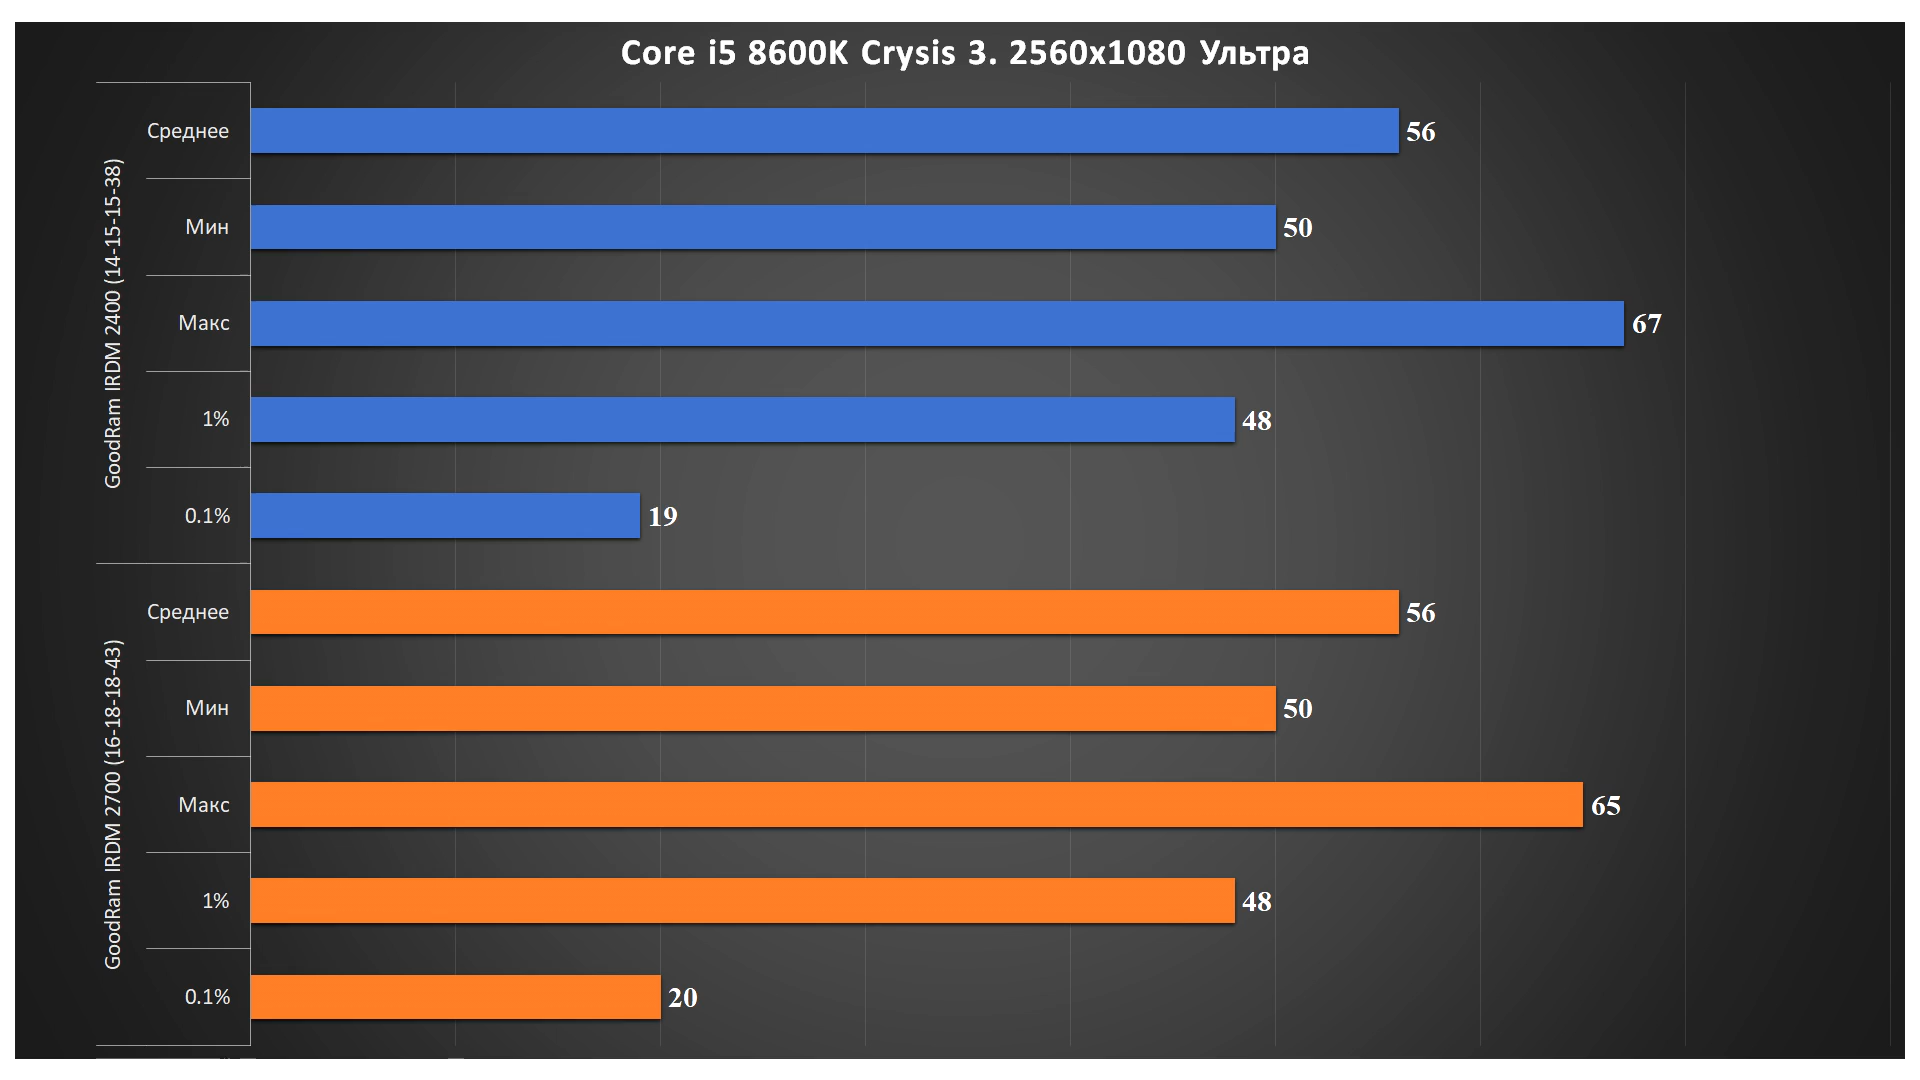 Core i5 8600K Crysis 3. 2560x1080 Ультра
GoodRam IRDM 2400 (14-15-15-38)
Среднее 56
Мин 50
Макс 67
1% 48
0.1% 19
GoodRam IRDM 2700 (16-18-18-43)
Среднее 56
Мин 50
Макс 65
1% 48
0.1% 20